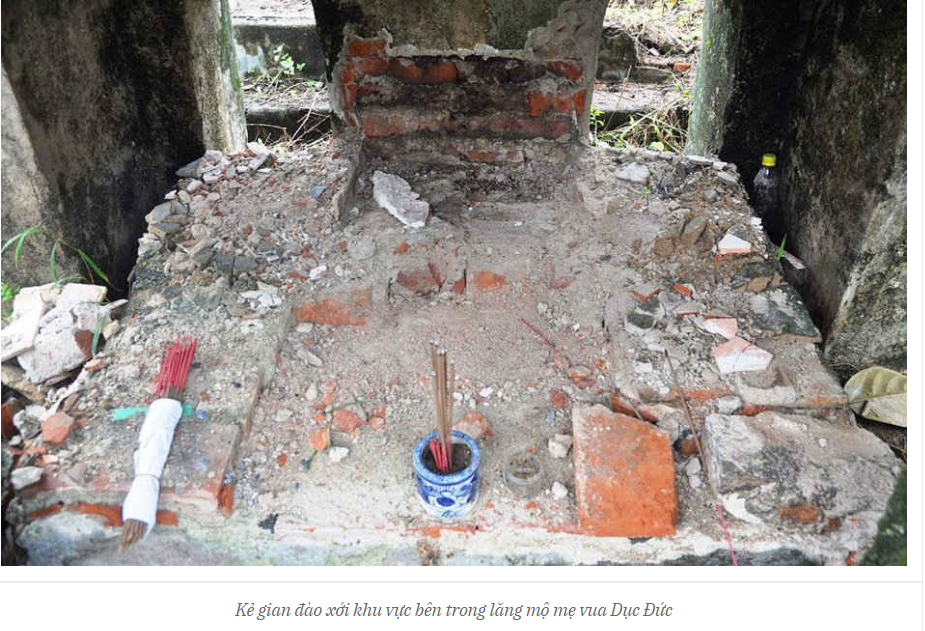 Kẻ gian đào xới khu vực bên trong lăng mộ mẹ vua Dục Đức